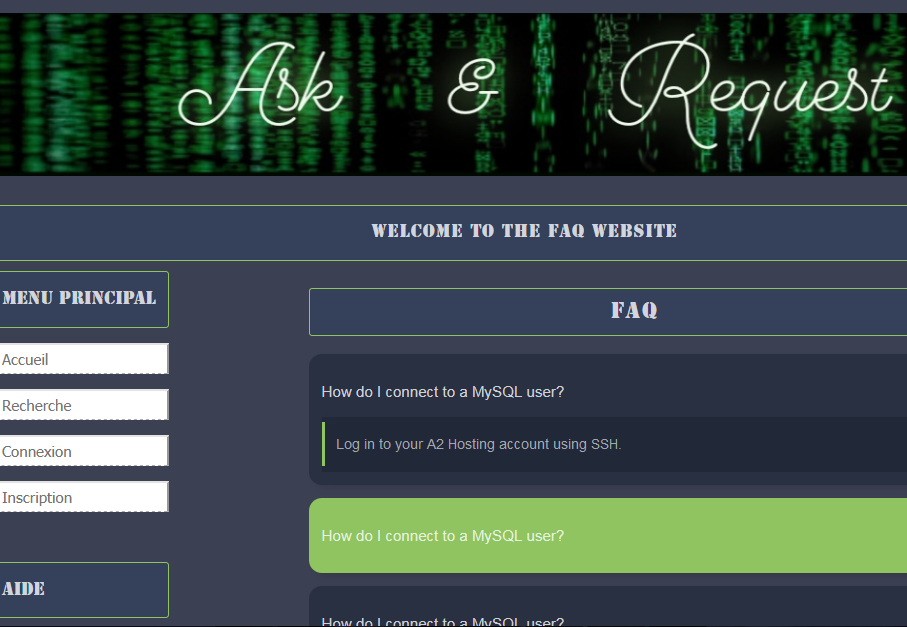 Ask & Request
WELCOME TO THE FAQ WEBSITE
MENU PRINCIPAL
Accueil
Recherche
Connexion
Inscription
AIDE
FAQ
How do I connect to a MySQL user?
Log in to your A2 Hosting account using SSH.
How do I connect to a MySQL user?
How do I connect to a MySQL user?